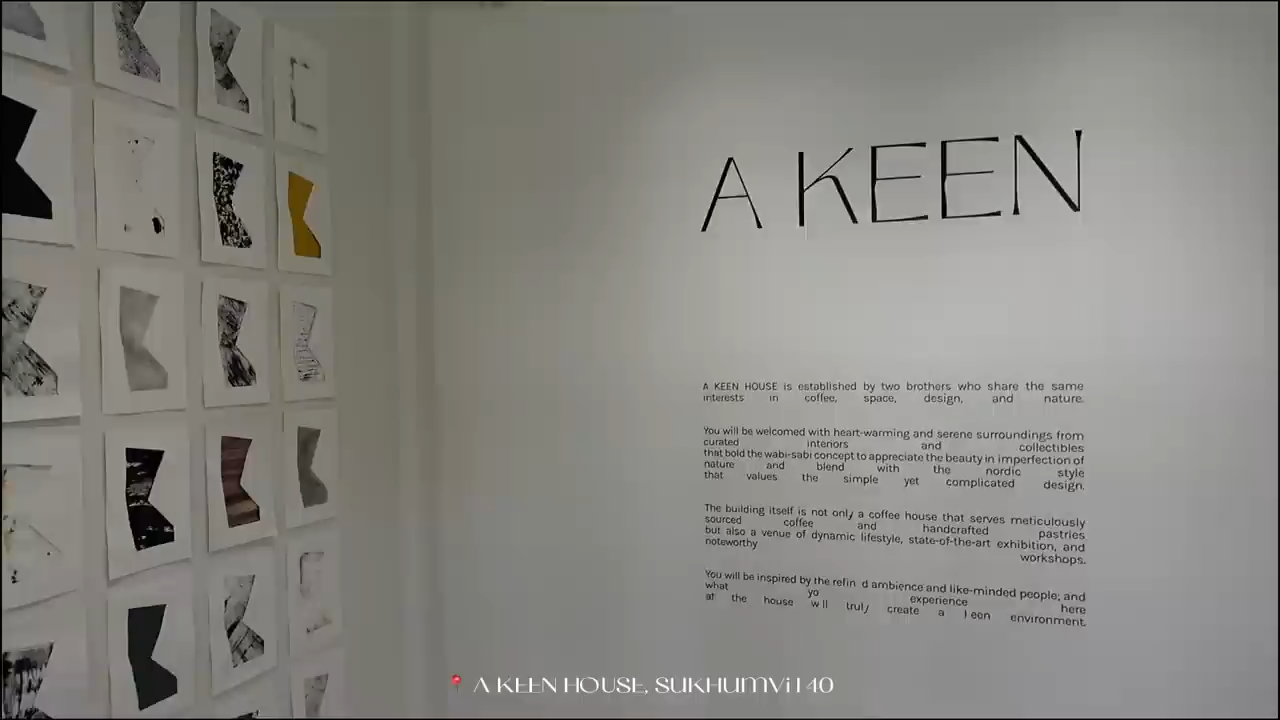 A KEEN
A KEEN HOUSE is established by two brothers who share the same
interests in coffee, space, design, and nature.
You will be welcomed with heart-warming and serene surroundings from
curated interiors and collectibles
that bold the wabi-sabi concept to appreciate the beauty in imperfection of
nature and blend with the nordic style
that values the simple yet complicated design.
The building itself is not only a coffee house that serves meticulously
sourced coffee and handcrafted pastries
but also a venue of dynamic lifestyle, state-of-the-art exhibition, and
noteworthy workshops.
You will be inspired by the refin d ambience and like-minded people; and
what yo experience here
at the house w ll truly create a een environment.
A KEEN HOUSE, SUKHUMVIT 40